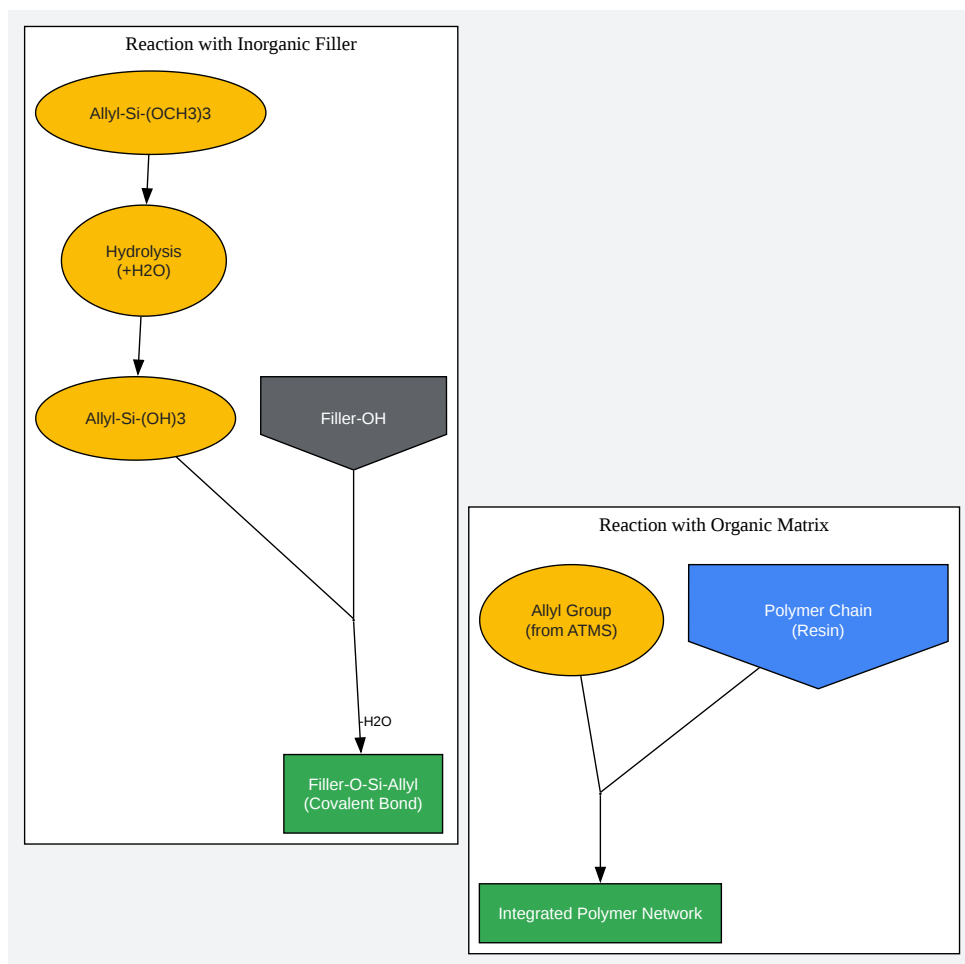 Reaction with Inorganic Filler
Allyl-Si-(OCH3)3
Hydrolysis
(+H2O)
Allyl-Si-(OH)3
Filler-OH
-H2O
Filler-O-Si-Allyl
(Covalent Bond)
Reaction with Organic Matrix
Allyl Group
(from ATMS)
Polymer Chain
(Resin)
Integrated Polymer Network